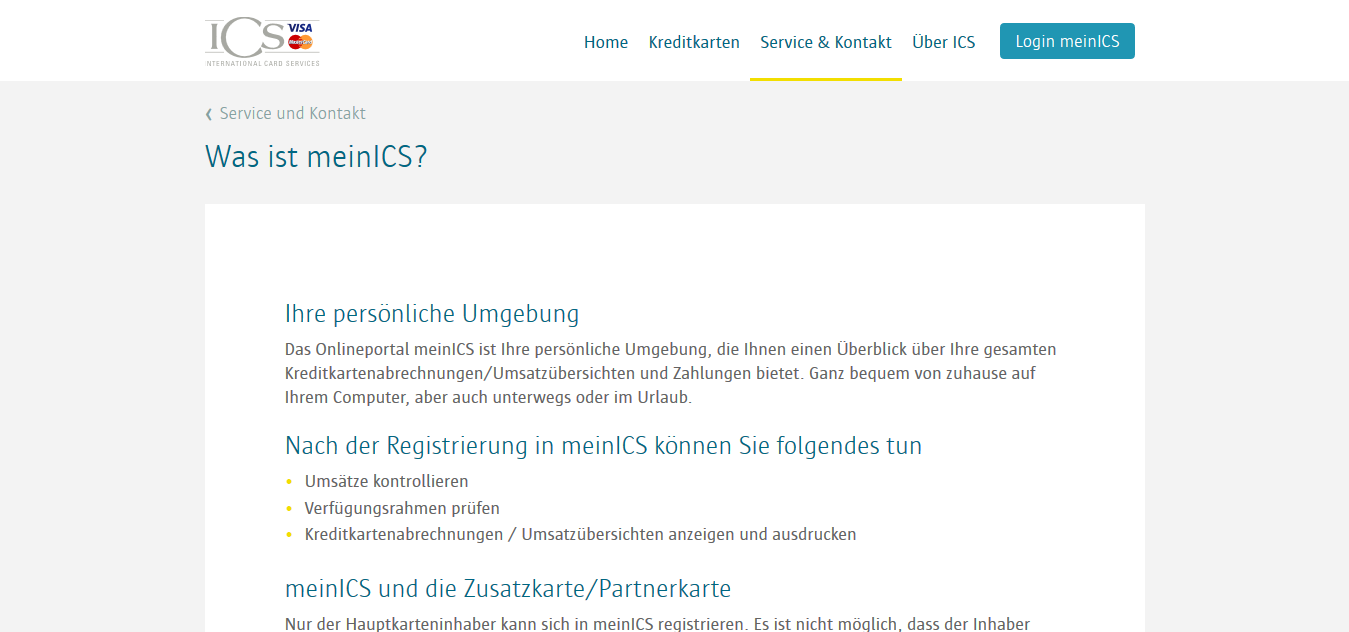 ICS VISA
MasterCard
INTERNATIONAL CARD SERVICES
Home Kreditkarten Service & Kontakt Über ICS Login meinICS
‹ Service und Kontakt
Was ist meinICS?
Ihre persönliche Umgebung
Das Onlineportal meinICS ist Ihre persönliche Umgebung, die Ihnen einen Überblick über Ihre gesamten
Kreditkartenabrechnungen/Umsatzübersichten und Zahlungen bietet. Ganz bequem von zuhause auf
Ihrem Computer, aber auch unterwegs oder im Urlaub.
Nach der Registrierung in meinICS können Sie folgendes tun
• Umsätze kontrollieren
• Verfügungsrahmen prüfen
• Kreditkartenabrechnungen / Umsatzübersichten anzeigen und ausdrucken
meinICS und die Zusatzkarte/Partnerkarte
Nur der Hauptkarteninhaber kann sich in meinICS registrieren. Es ist nicht möglich, dass der Inhaber